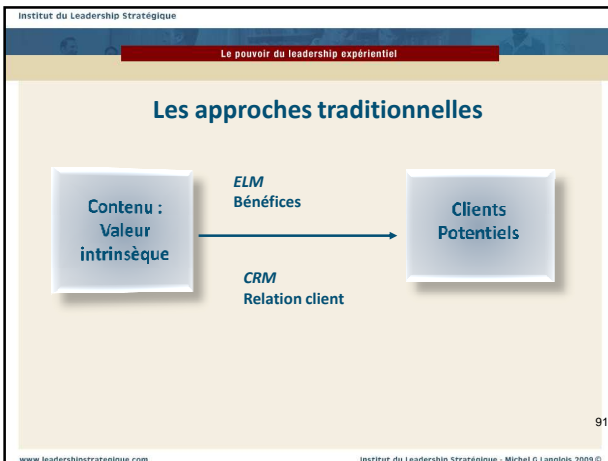 Institut du Leadership Stratégique
Le pouvoir du leadership expérientiel
Les approches traditionnelles
Contenu :
Valeur
intrinsèque
ELM
Bénéfices
CRM
Relation client
Clients
Potentiels
91
www.leadershipstrategique.com
Institut du Leadership Stratégique - Michel G Langlois 2009 ©